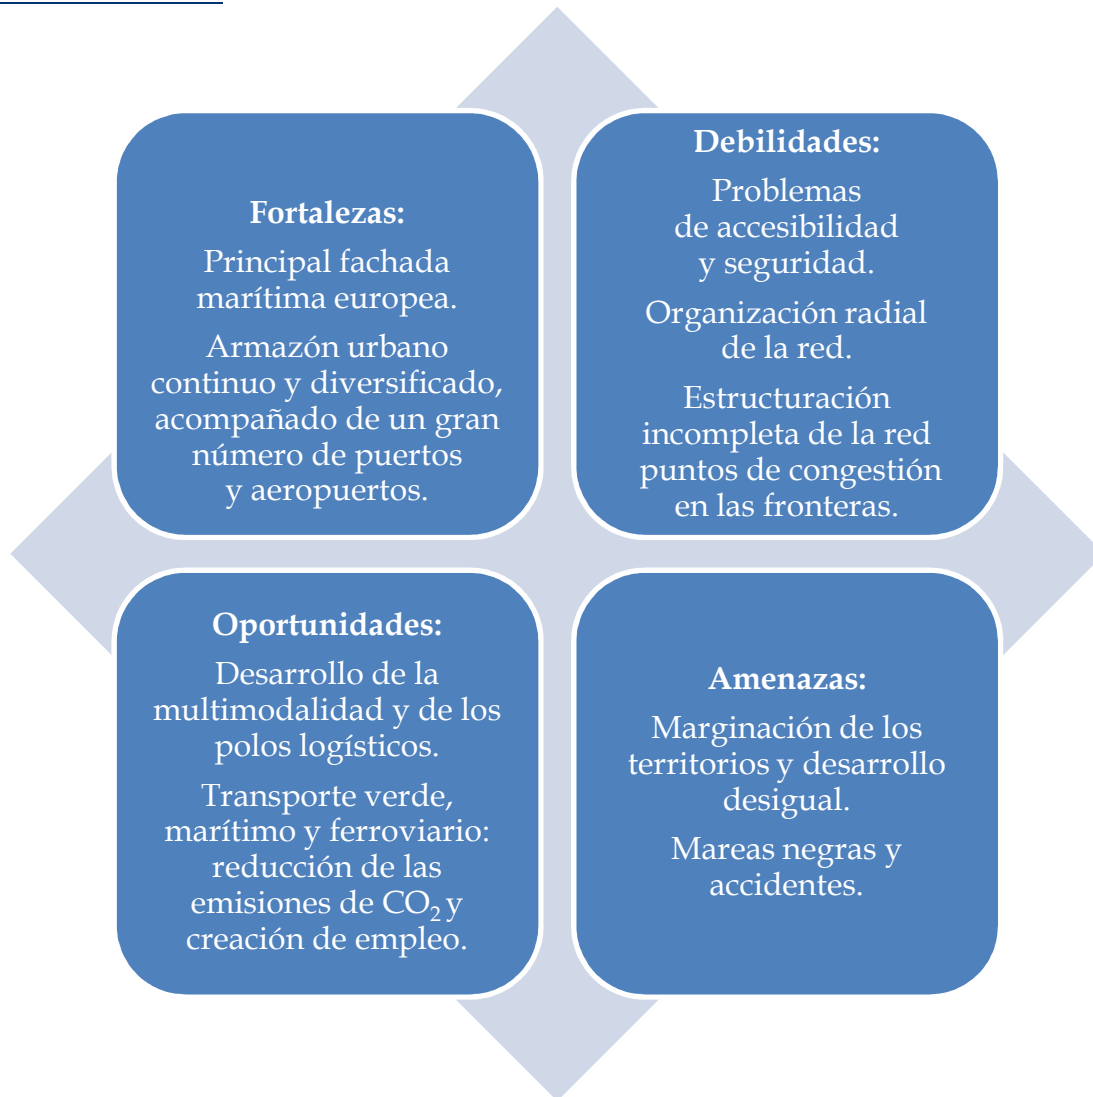 Fortalezas:
Principal fachada
marítima europea.
Armazón urbano
continuo y diversificado,
acompañado de un gran
número de puertos
y aeropuertos.
Debilidades:
Problemas
de accesibilidad
y seguridad.
Organización radial
de la red.
Estructuración
incompleta de la red
puntos de congestión
en las fronteras.
Oportunidades:
Desarrollo de la
multimodalidad y de los
polos logísticos.
Transporte verde,
marítimo y ferroviario:
reducción de las
emisiones de CO₂ y
creación de empleo.
Amenazas:
Marginación de los
territorios y desarrollo
desigual.
Mareas negras y
accidentes.